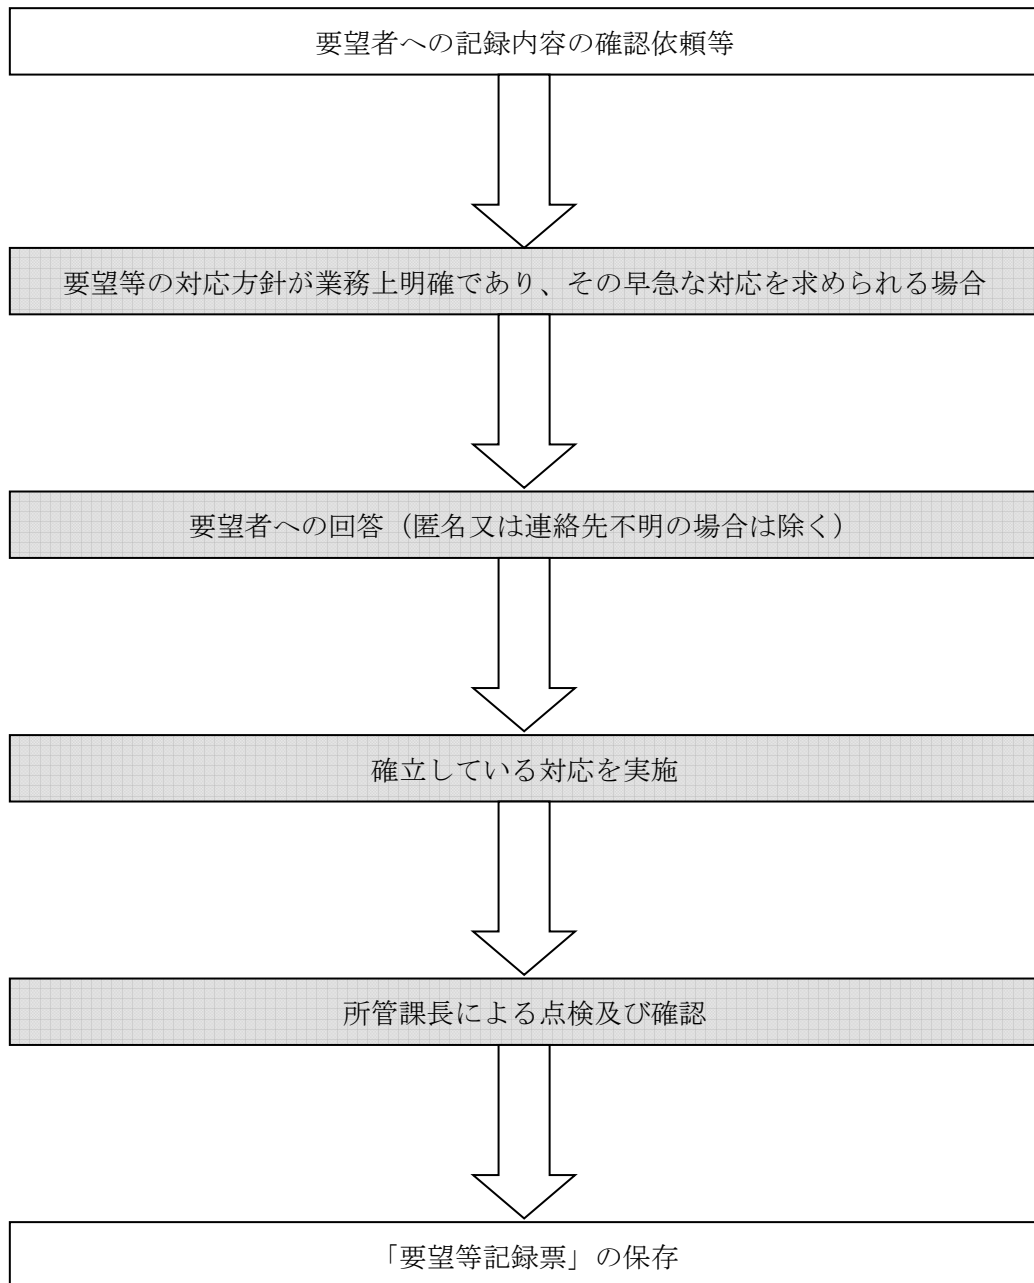 要望者への記録内容の確認依頼等
要望等の対応方針が業務上明確であり、その早急な対応を求められる場合
要望者への回答（匿名又は連絡先不明の場合は除く）
確立している対応を実施
所管課長による点検及び確認
「要望等記録票」の保存